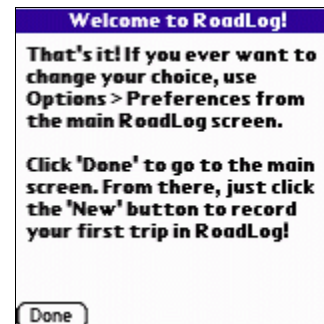 Welcome to RoadLog!
That's it! If you ever want to
change your choice, use
Options > Preferences from
the main RoadLog screen.
Click 'Done' to go to the main
screen. From there, just click
the 'New' button to record
your first trip in RoadLog!
Done